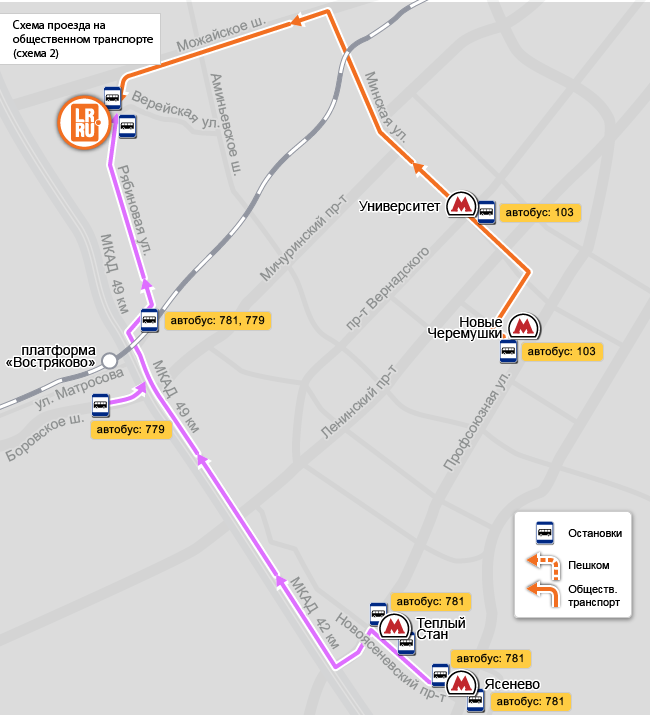 Схема проезда на
общественном транспорте
(схема 2)
Можайское ш.
LR.
RU
Верейская ул.
Аминьевское ш.
Минская ул.
Рябиновая ул.
Университет
автобус: 103
МКАД 49 км
Мичуринский пр-т
пр-т Вернадского
автобус: 781, 779
Новые
Черемушки
автобус: 103
платформа
«Востряково»
ул. Матросова
МКАД 49 км
Ленинский пр-т
Профсоюзная ул.
Боровское ш.
автобус: 779
Остановки
Пешком
Обществ.
транспорт
МКАД 42 км
автобус: 781
Теплый
Стан
Новоясеневский пр-т
автобус: 781
Ясенево
автобус: 781